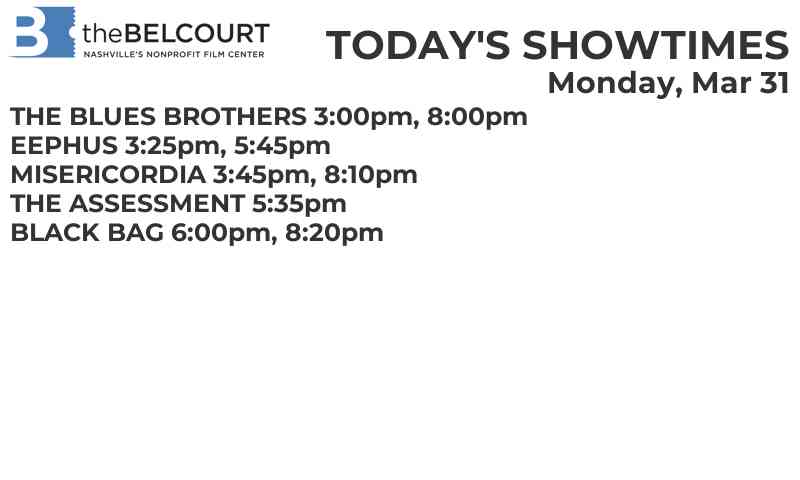 B theBELCOURT
NASHVILLE'S NONPROFIT FILM CENTER
TODAY'S SHOWTIMES
Monday, Mar 31
THE BLUES BROTHERS 3:00pm, 8:00pm
EEPHUS 3:25pm, 5:45pm
MISERICORDIA 3:45pm, 8:10pm
THE ASSESSMENT 5:35pm
BLACK BAG 6:00pm, 8:20pm